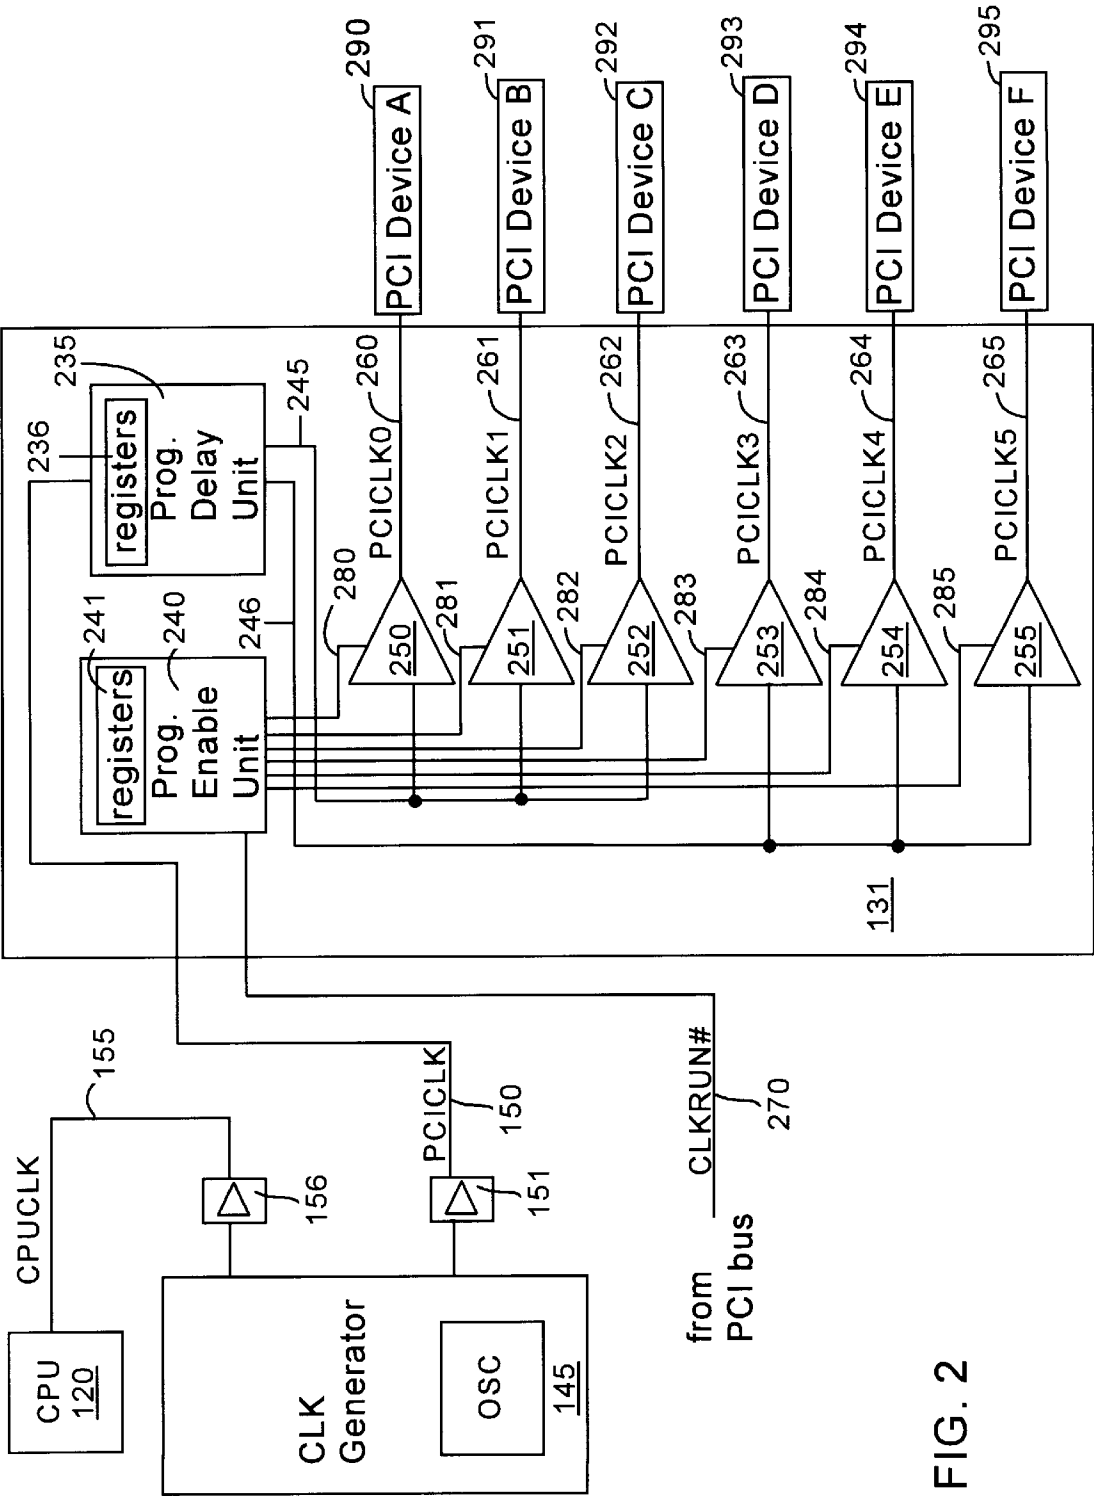 CPU
120
CPUCLK
155
156
CLK
Generator
OSC
145
PCICLK
150
151
from
PCI bus
CLKRUN#
270
131
registers
241
Prog.
Enable
Unit
240
registers
236
Prog.
Delay
Unit
235
246
245
280
250
PCICLK0
260
PCI Device A
290
281
251
PCICLK1
261
PCI Device B
291
282
252
PCICLK2
262
PCI Device C
292
283
253
PCICLK3
263
PCI Device D
293
284
254
PCICLK4
264
PCI Device E
294
285
255
PCICLK5
265
PCI Device F
295
FIG. 2